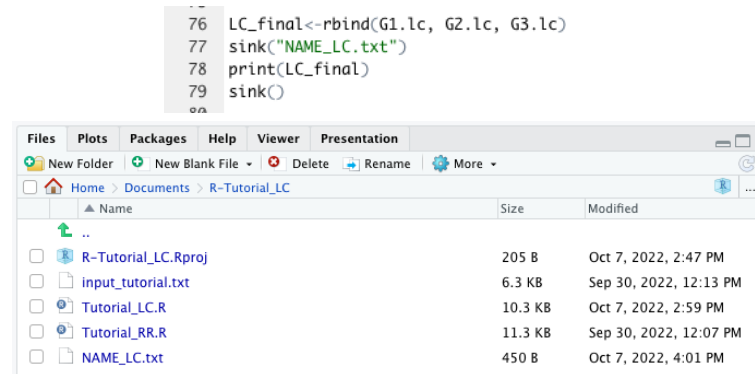 76 LC_final<-rbind(G1.lc, G2.lc, G3.lc)
77 sink("NAME_LC.txt")
78 print(LC_final)
79 sink()
Files Plots Packages Help Viewer Presentation
New Folder New Blank File Delete Rename More
Home > Documents > R-Tutorial_LC R ...
▲ Name Size Modified
..
R-Tutorial_LC.Rproj 205 B Oct 7, 2022, 2:47 PM
input_tutorial.txt 6.3 KB Sep 30, 2022, 12:13 PM
Tutorial_LC.R 10.3 KB Oct 7, 2022, 2:59 PM
Tutorial_RR.R 11.3 KB Sep 30, 2022, 12:07 PM
NAME_LC.txt 450 B Oct 7, 2022, 4:01 PM